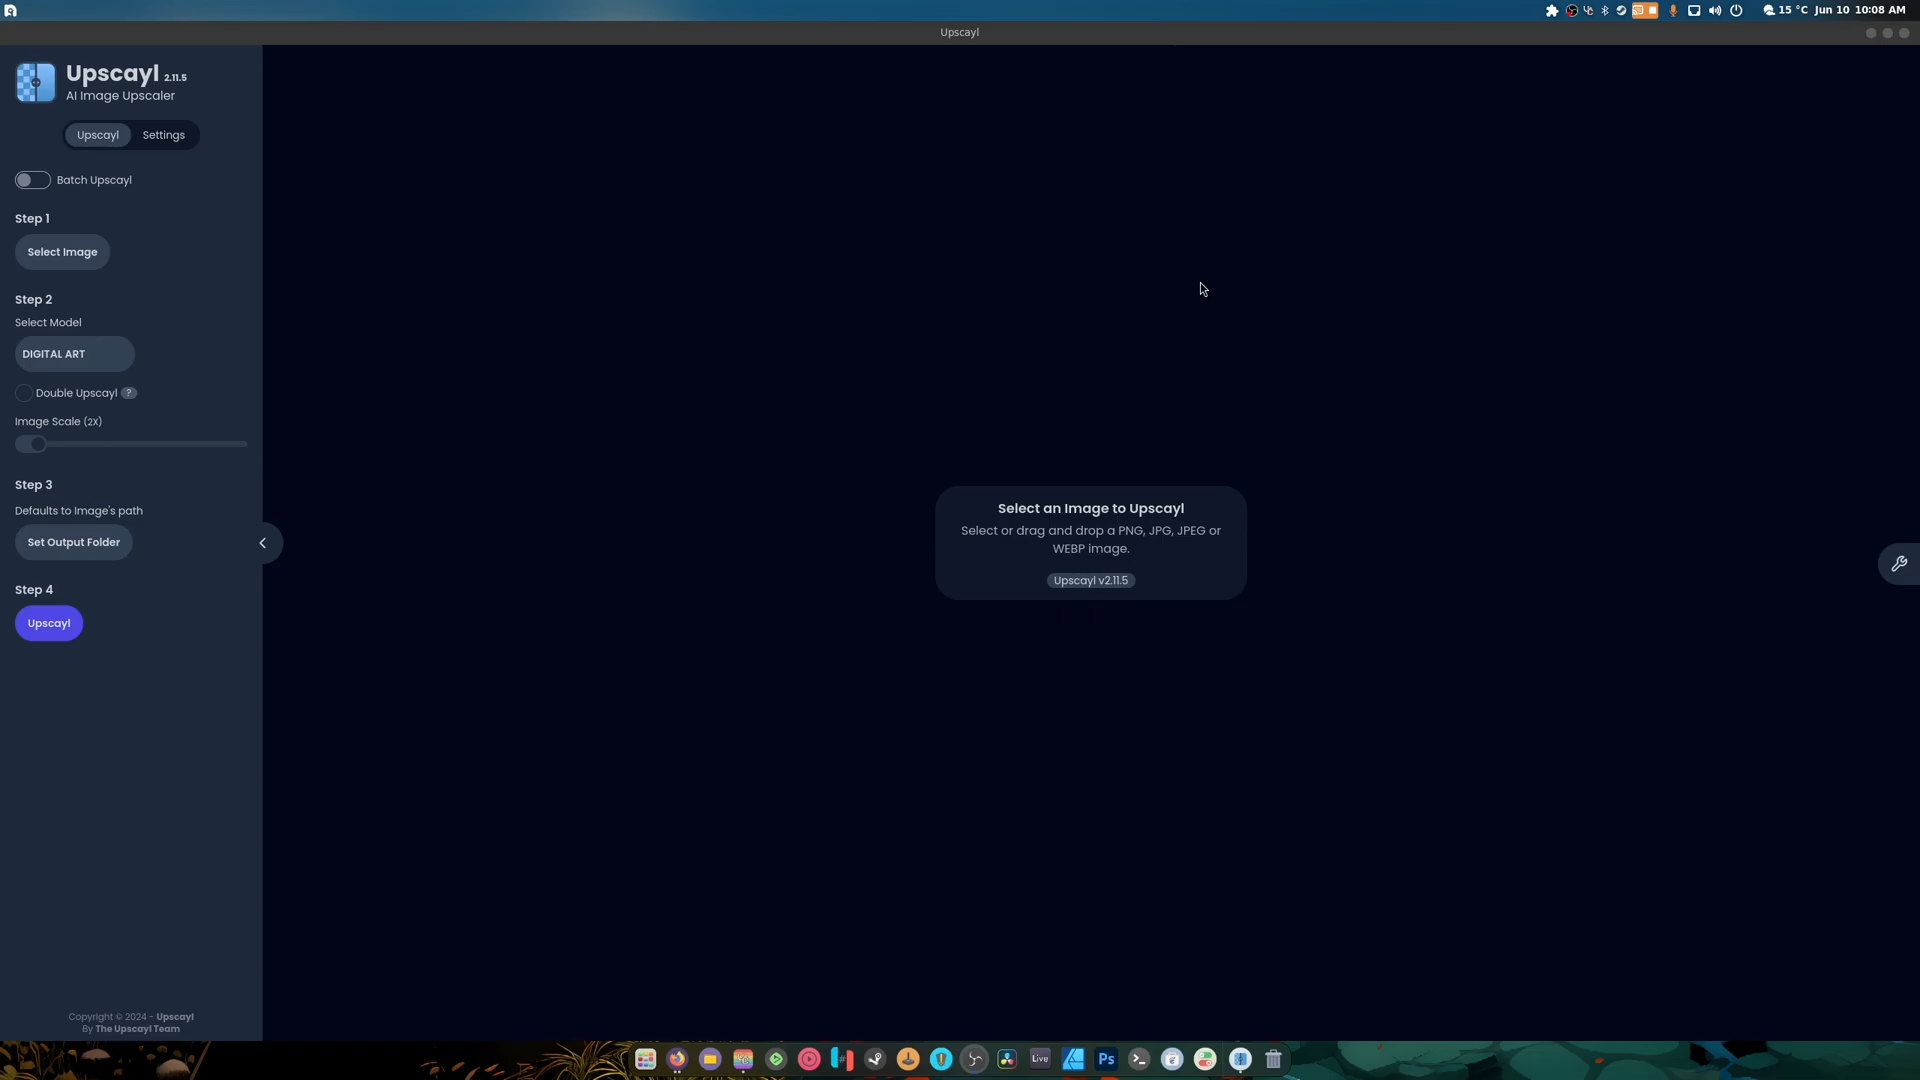 15 °C Jun 10 10:08 AM
Upscayl
Upscayl 2.11.5
AI Image Upscaler
Upscayl Settings
Batch Upscayl
Step 1
Select Image
Step 2
Select Model
DIGITAL ART
Double Upscayl ?
Image Scale (2X)
Step 3
Defaults to Image's path
Set Output Folder
Step 4
Upscayl
Select an Image to Upscayl
Select or drag and drop a PNG, JPG, JPEG or
WEBP image.
Upscayl v2.11.5
Copyright © 2024 - Upscayl
By The Upscayl Team
Live
Ps